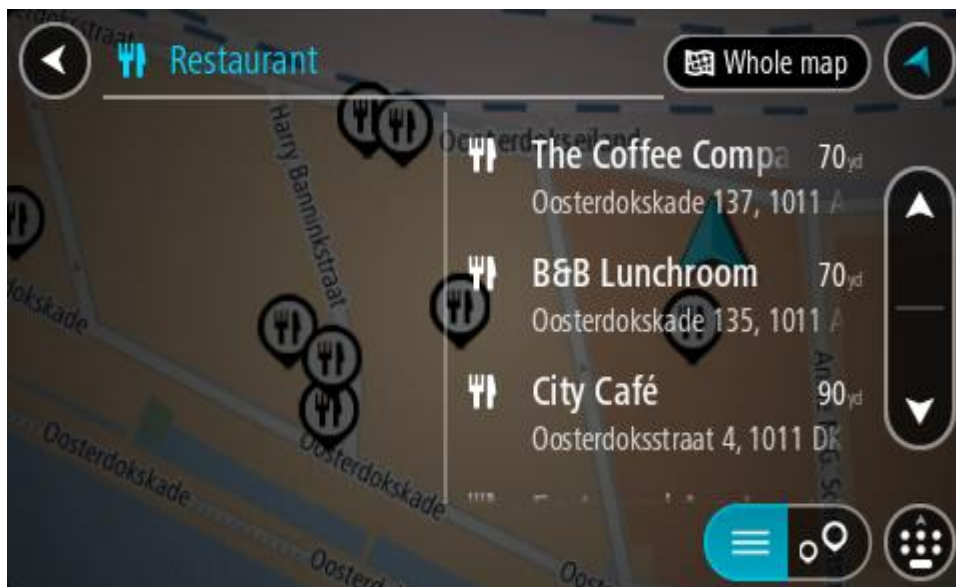 Restaurant
Whole map
Harry Banninkstraat
Oosterdokseiland
The Coffee Compa 70yd
Oosterdokskade 137, 1011 A
B&B Lunchroom 70yd
Oosterdokskade 135, 1011 A
City Café 90yd
Oosterdoksstraat 4, 1011 DK
Oosterdokskade
Oosterdokskade